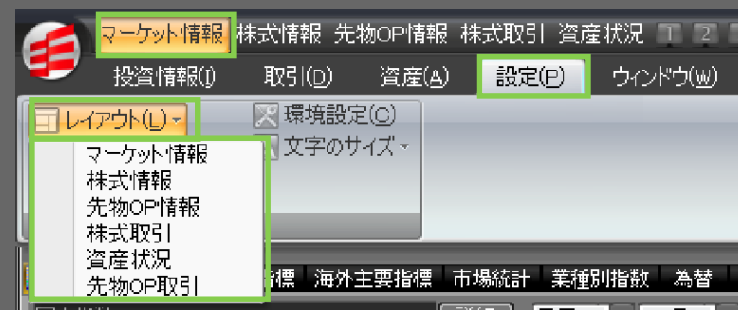 マーケット情報 株式情報 先物OP情報 株式取引 資産状況 1 2
投資情報(I) 取引(D) 資産(A) 設定(P) ウィンドウ(W)
レイアウト(L) 環境設定(C)
文字のサイズ
マーケット情報
株式情報
先物OP情報
株式取引
資産状況
先物OP取引
指標 海外主要指標 市場統計 業種別指数 為替